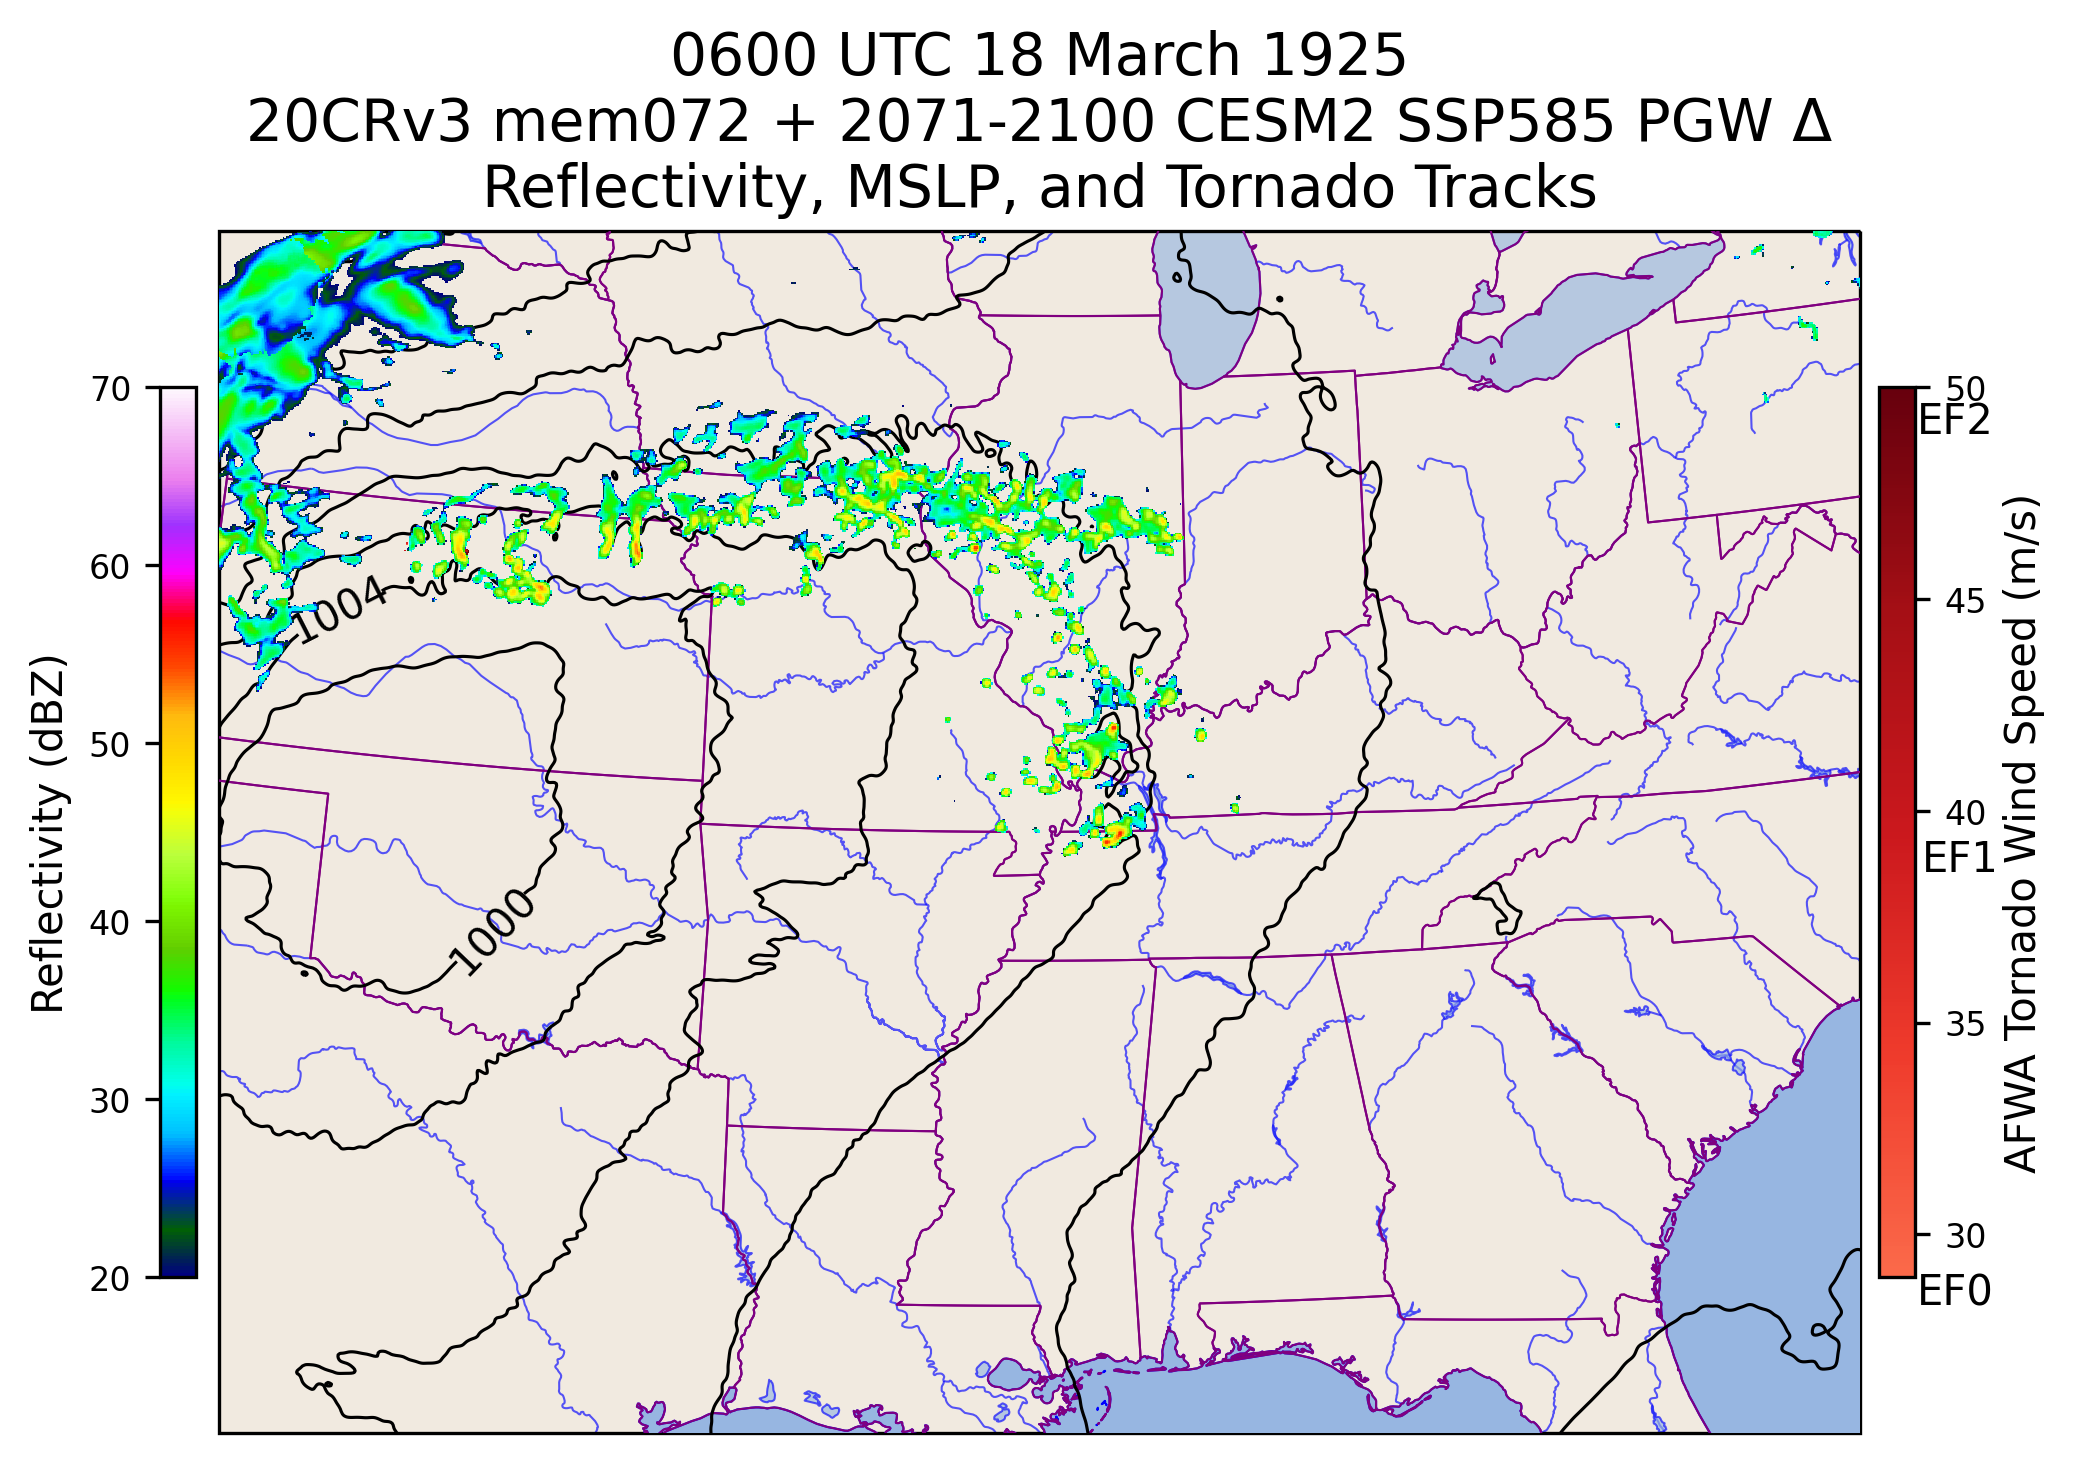 0600 UTC 18 March 1925
20CRv3 mem072 + 2071-2100 CESM2 SSP585 PGW Δ
Reflectivity, MSLP, and Tornado Tracks
70
60
50
40
30
20
Reflectivity (dBZ)
1004
1000
50
EF2
45
40
EF1
35
30
EF0
AFWA Tornado Wind Speed (m/s)